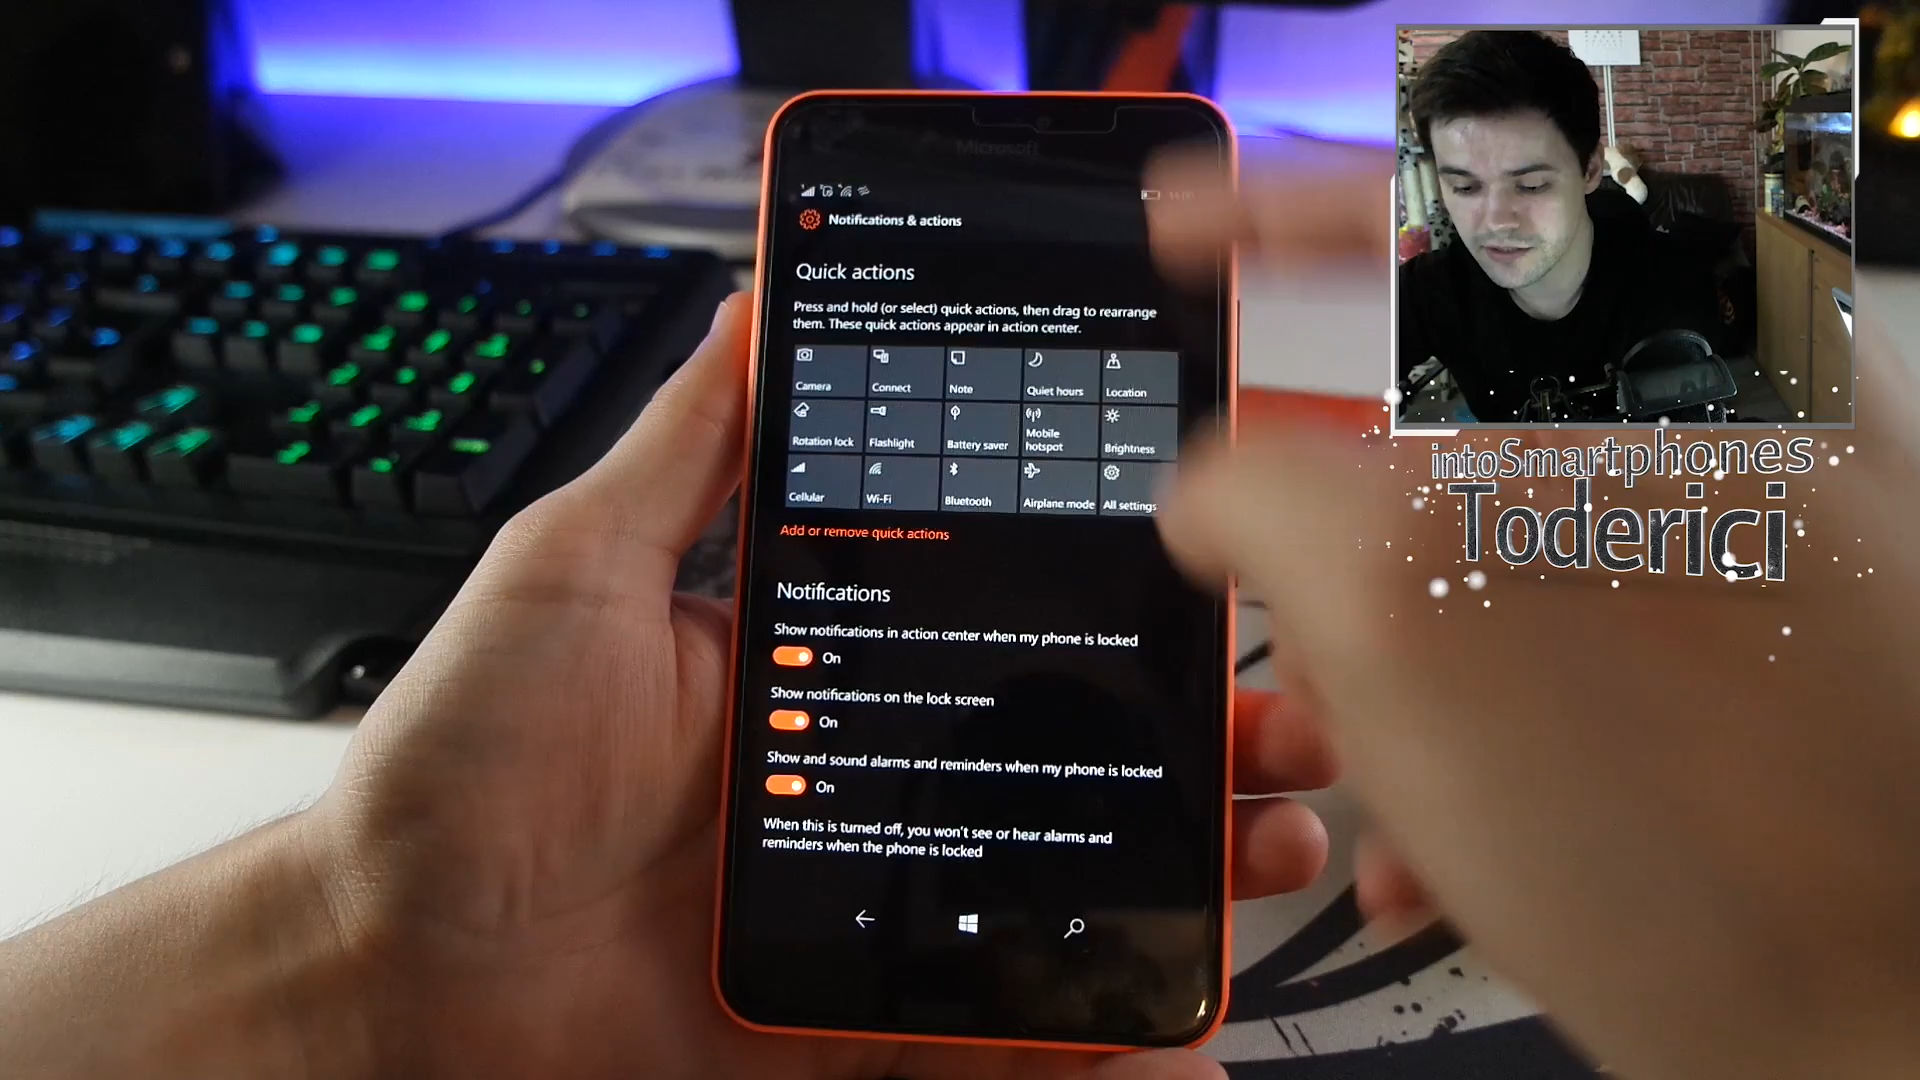 Microsoft
Notifications & actions
Quick actions
Press and hold (or select) quick actions, then drag to rearrange
them. These quick actions appear in action center.
Camera
Connect
Note
Quiet hours
Location
Rotation lock
Flashlight
Battery saver
Mobile
hotspot
Brightness
Cellular
Wi-Fi
Bluetooth
Airplane mode
All settings
Add or remove quick actions
Notifications
Show notifications in action center when my phone is locked
On
Show notifications on the lock screen
On
Show and sound alarms and reminders when my phone is locked
On
When this is turned off, you won't see or hear alarms and
reminders when the phone is locked
intoSmartphones
Toderici